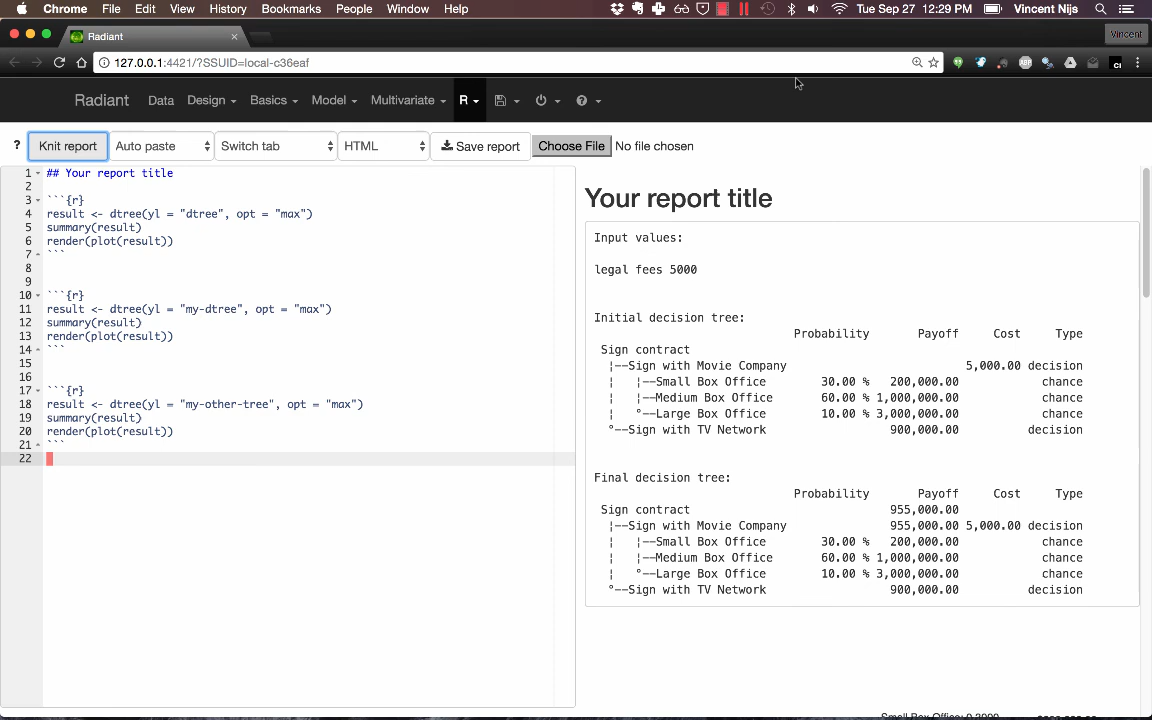 Chrome File Edit View History Bookmarks People Window Help Tue Sep 27 12:29 PM Vincent Nijs
Radiant × Vincent
127.0.0.1:4421/?SSUID=local-c36eaf ABP CI
Radiant Data Design Basics Model Multivariate R ?
? Knit report Auto paste Switch tab HTML Save report Choose File No file chosen
1 ## Your report title
2
3 ```{r}
4 result <- dtree(yl = "dtree", opt = "max")
5 summary(result)
6 render(plot(result))
7 ```
8
9
10 ```{r}
11 result <- dtree(yl = "my-dtree", opt = "max")
12 summary(result)
13 render(plot(result))
14 ```
15
16
17 ```{r}
18 result <- dtree(yl = "my-other-tree", opt = "max")
19 summary(result)
20 render(plot(result))
21 ```
22
Your report title
Input values:
legal fees 5000
Initial decision tree:
Probability Payoff Cost Type
Sign contract
¦--Sign with Movie Company 5,000.00 decision
¦ ¦--Small Box Office 30.00 % 200,000.00 chance
¦ ¦--Medium Box Office 60.00 % 1,000,000.00 chance
¦ °--Large Box Office 10.00 % 3,000,000.00 chance
°--Sign with TV Network 900,000.00 decision
Final decision tree:
Probability Payoff Cost Type
Sign contract 955,000.00
¦--Sign with Movie Company 955,000.00 5,000.00 decision
¦ ¦--Small Box Office 30.00 % 200,000.00 chance
¦ ¦--Medium Box Office 60.00 % 1,000,000.00 chance
¦ °--Large Box Office 10.00 % 3,000,000.00 chance
°--Sign with TV Network 900,000.00 decision